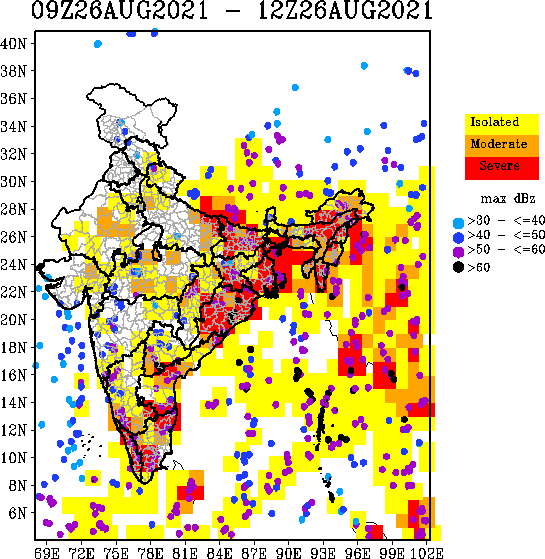 09Z26AUG2021 - 12Z26AUG2021
40N
38N
36N
34N
32N
30N
28N
26N
24N
22N
20N
18N
16N
14N
12N
10N
8N
6N
69E 72E 75E 78E 81E 84E 87E 90E 93E 96E 99E 102E
Isolated
Moderate
Severe
max dBz
>30 - <=40
>40 - <=50
>50 - <=60
>60